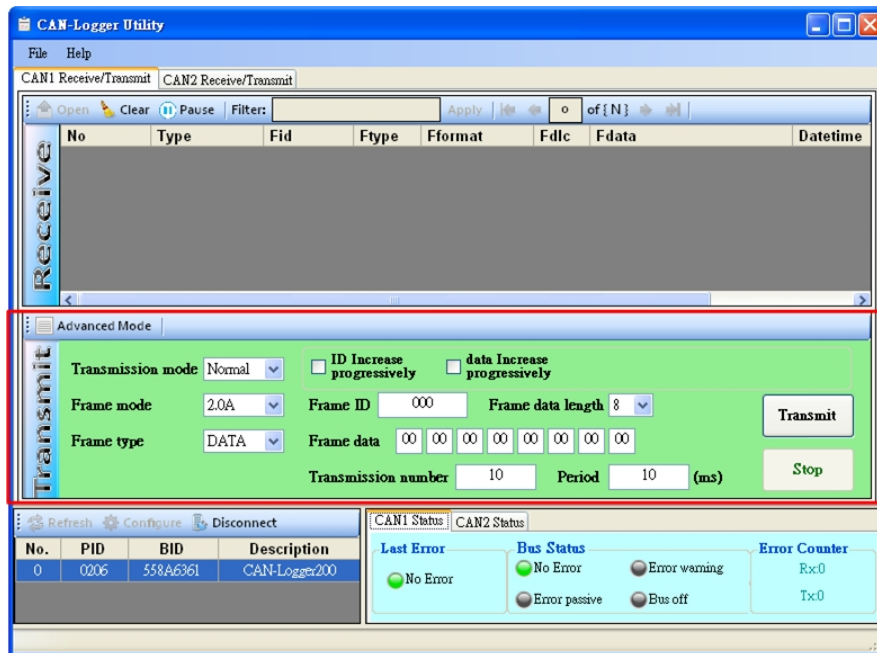 CAN-Logger Utility
File Help
CAN1 Receive/Transmit CAN2 Receive/Transmit
Open Clear Pause Filter: Apply 0 of {N}
Receive
No Type Fid Ftype Fformat Fdlc Fdata Datetime
Advanced Mode
Transmit
Transmission mode Normal ID Increase progressively data Increase progressively
Frame mode 2.0A Frame ID 000 Frame data length 8
Transmit
Frame type DATA Frame data 00 00 00 00 00 00 00 00
Transmission number 10 Period 10 (ms)
Stop
Refresh Configure Disconnect
No. PID BID Description
0 0206 558A6361 CAN-Logger200
CAN1 Status CAN2 Status
Last Error Bus Status Error Counter
No Error No Error Error warning Rx:0
Error passive Bus off Tx:0